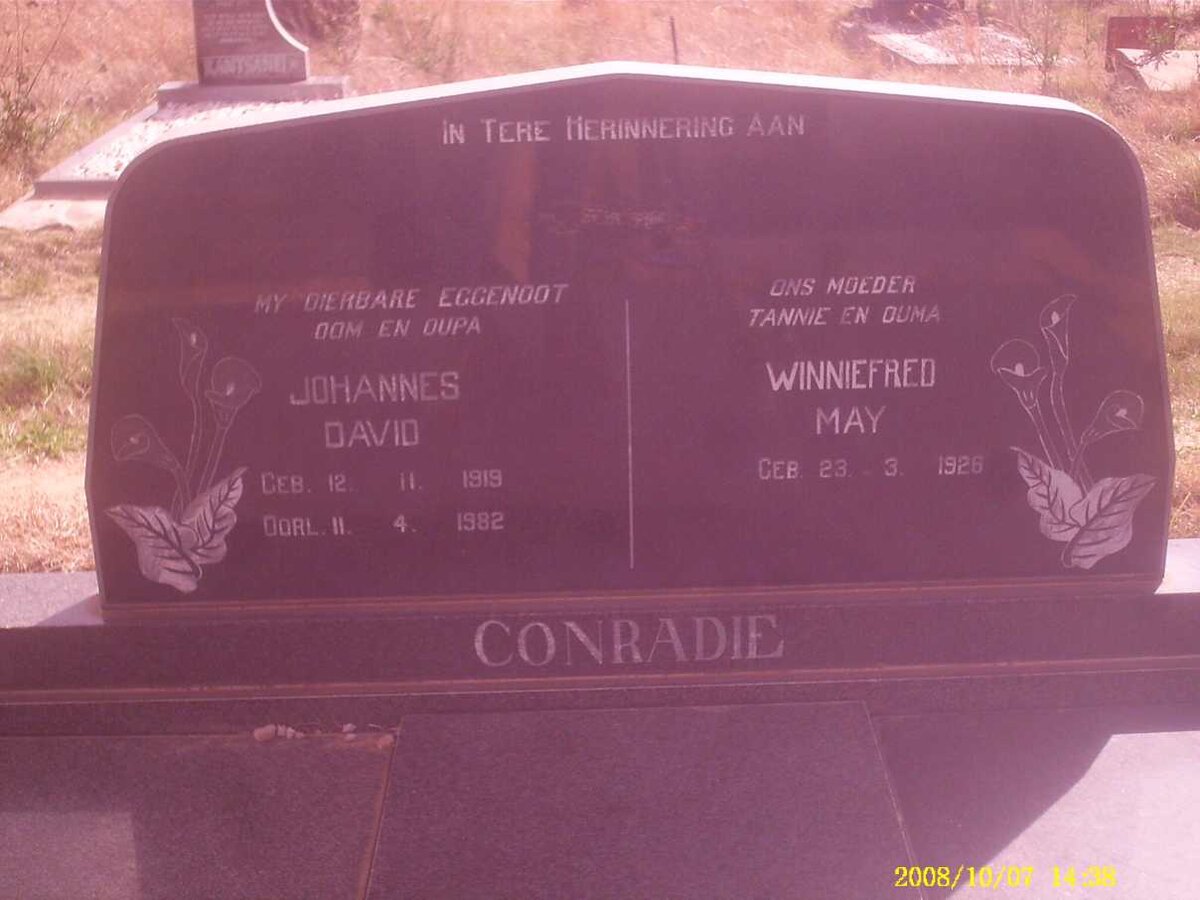 IN TERE HERINNERING AAN
MY DIERBARE EGGENOOT
OOM EN OUPA
JOHANNES
DAVID
GEB. 12. 11. 1919
OORL. 11. 4. 1982
ONS MOEDER
TANNIE EN OUMA
WINNIEFRED
MAY
GEB. 23. 3. 1926
CONRADIE
2008/10/07 14:38